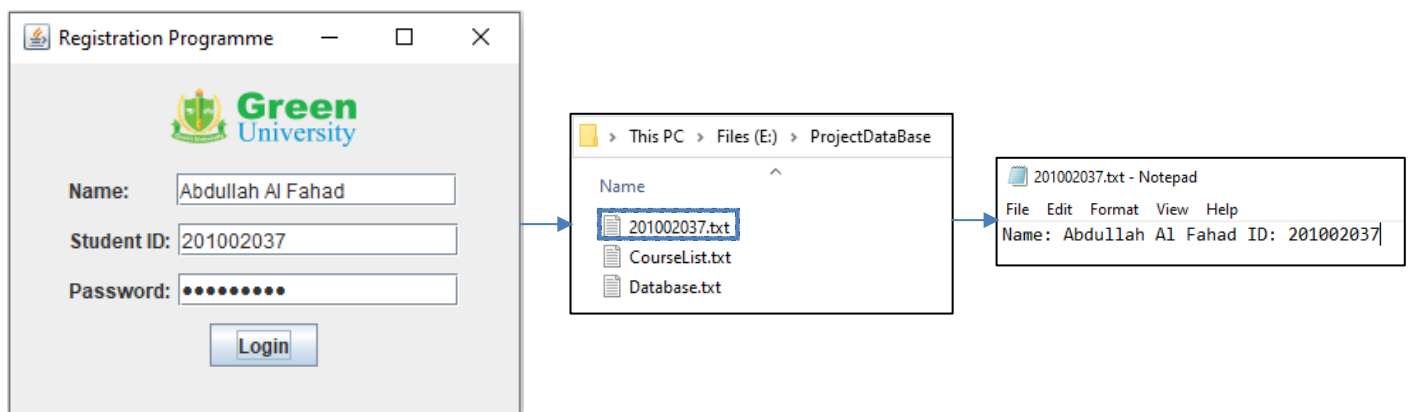 Registration Programme
Green
University
Name: Abdullah Al Fahad
Student ID: 201002037
Password: •••••••••
Login
This PC > Files (E:) > ProjectDataBase
Name
201002037.txt
CourseList.txt
Database.txt
201002037.txt - Notepad
File Edit Format View Help
Name: Abdullah Al Fahad ID: 201002037